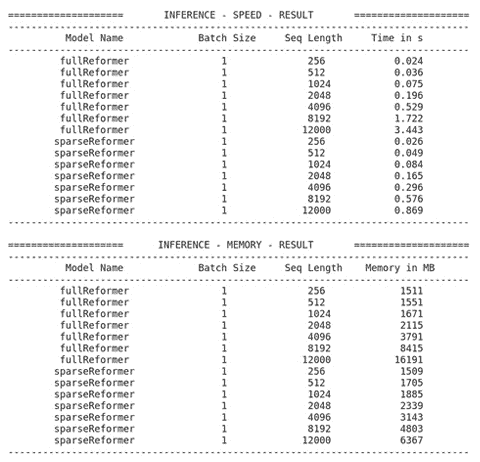 ==================== INFERENCE - SPEED - RESULT ====================
--------------------------------------------------------------------------------
Model Name Batch Size Seq Length Time in s
--------------------------------------------------------------------------------
fullReformer 1 256 0.024
fullReformer 1 512 0.036
fullReformer 1 1024 0.075
fullReformer 1 2048 0.196
fullReformer 1 4096 0.529
fullReformer 1 8192 1.722
fullReformer 1 12000 3.443
sparseReformer 1 256 0.026
sparseReformer 1 512 0.049
sparseReformer 1 1024 0.084
sparseReformer 1 2048 0.165
sparseReformer 1 4096 0.296
sparseReformer 1 8192 0.576
sparseReformer 1 12000 0.869
--------------------------------------------------------------------------------
==================== INFERENCE - MEMORY - RESULT ====================
--------------------------------------------------------------------------------
Model Name Batch Size Seq Length Memory in MB
--------------------------------------------------------------------------------
fullReformer 1 256 1511
fullReformer 1 512 1551
fullReformer 1 1024 1671
fullReformer 1 2048 2115
fullReformer 1 4096 3791
fullReformer 1 8192 8415
fullReformer 1 12000 16191
sparseReformer 1 256 1509
sparseReformer 1 512 1705
sparseReformer 1 1024 1885
sparseReformer 1 2048 2339
sparseReformer 1 4096 3143
sparseReformer 1 8192 4803
sparseReformer 1 12000 6367
--------------------------------------------------------------------------------